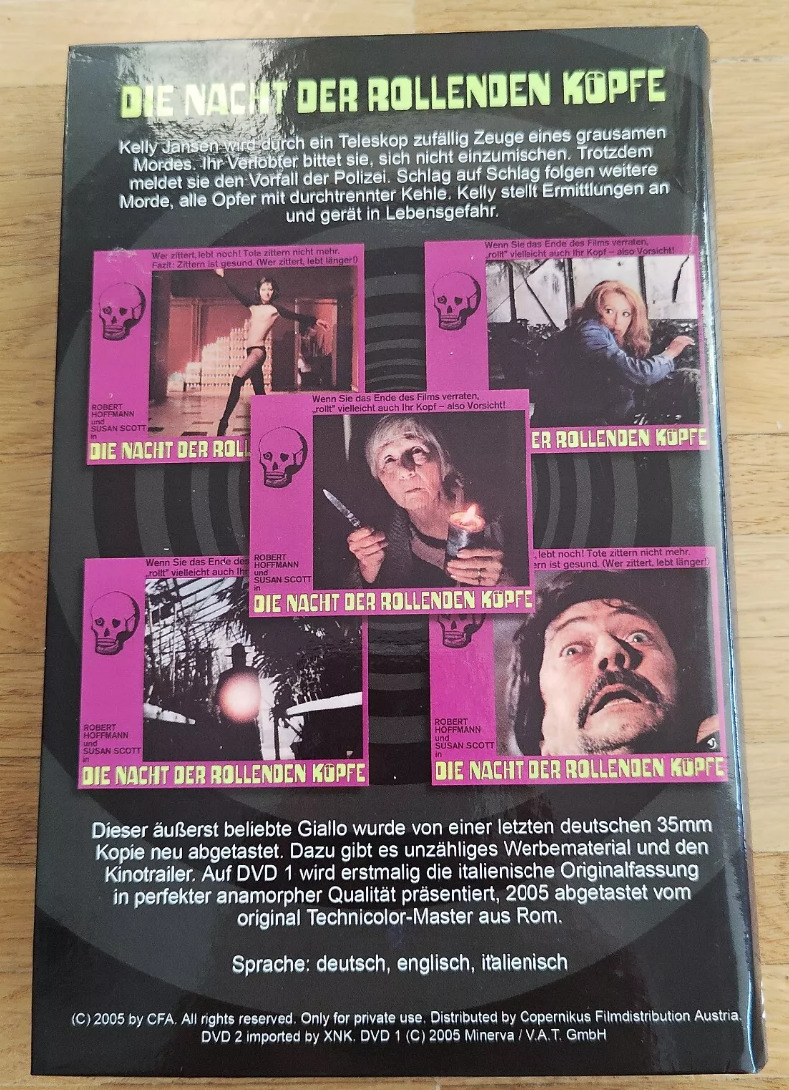 DIE NACHT DER ROLLENDEN KÖPFE
Kelly Jansen wird durch ein Teleskop zufällig Zeuge eines grausamen
Mordes. Ihr Verlobter bittet sie, sich nicht einzumischen. Trotzdem
meldet sie den Vorfall der Polizei. Schlag auf Schlag folgen weitere
Morde, alle Opfer mit durchtrennter Kehle. Kelly stellt Ermittlungen an
und gerät in Lebensgefahr.
Wer zittert, lebt noch! Tote zittern nicht mehr.
Fazit: Zittern ist gesund. (Wer zittert, lebt länger!)
ROBERT
HOFFMANN
und
SUSAN SCOTT
in
DIE NACHT DER ROLL
Wenn Sie das Ende des Films verraten,
„rollt" vielleicht auch Ihr Kopf – also Vorsicht!
ER ROLLENDEN KÖPFE
Wenn Sie das Ende des Films verraten,
„rollt" vielleicht auch Ihr Kopf – also Vorsicht!
ROBERT
HOFFMANN
und
SUSAN SCOTT
in
DIE NACHT DER ROLLENDEN KÖPFE
Wenn Sie das Ende des
„rollt" vielleicht auch Ihr
ROBERT
HOFFMANN
und
SUSAN SCOTT
in
DIE NACHT DER ROLLENDEN KÖPFE
, lebt noch! Tote zittern nicht mehr.
ern ist gesund. (Wer zittert, lebt länger!)
ROBERT
HOFFMANN
und
SUSAN SCOTT
in
DIE NACHT DER ROLLENDEN KÖPFE
Dieser äußerst beliebte Giallo wurde von einer letzten deutschen 35mm
Kopie neu abgetastet. Dazu gibt es unzähliges Werbematerial und den
Kinotrailer. Auf DVD 1 wird erstmalig die italienische Originalfassung
in perfekter anamorpher Qualität präsentiert, 2005 abgetastet vom
original Technicolor-Master aus Rom.
Sprache: deutsch, englisch, italienisch
(C) 2005 by CFA. All rights reserved. Only for private use. Distributed by Copernikus Filmdistribution Austria.
DVD 2 imported by XNK. DVD 1 (C) 2005 Minerva / V.A.T. GmbH